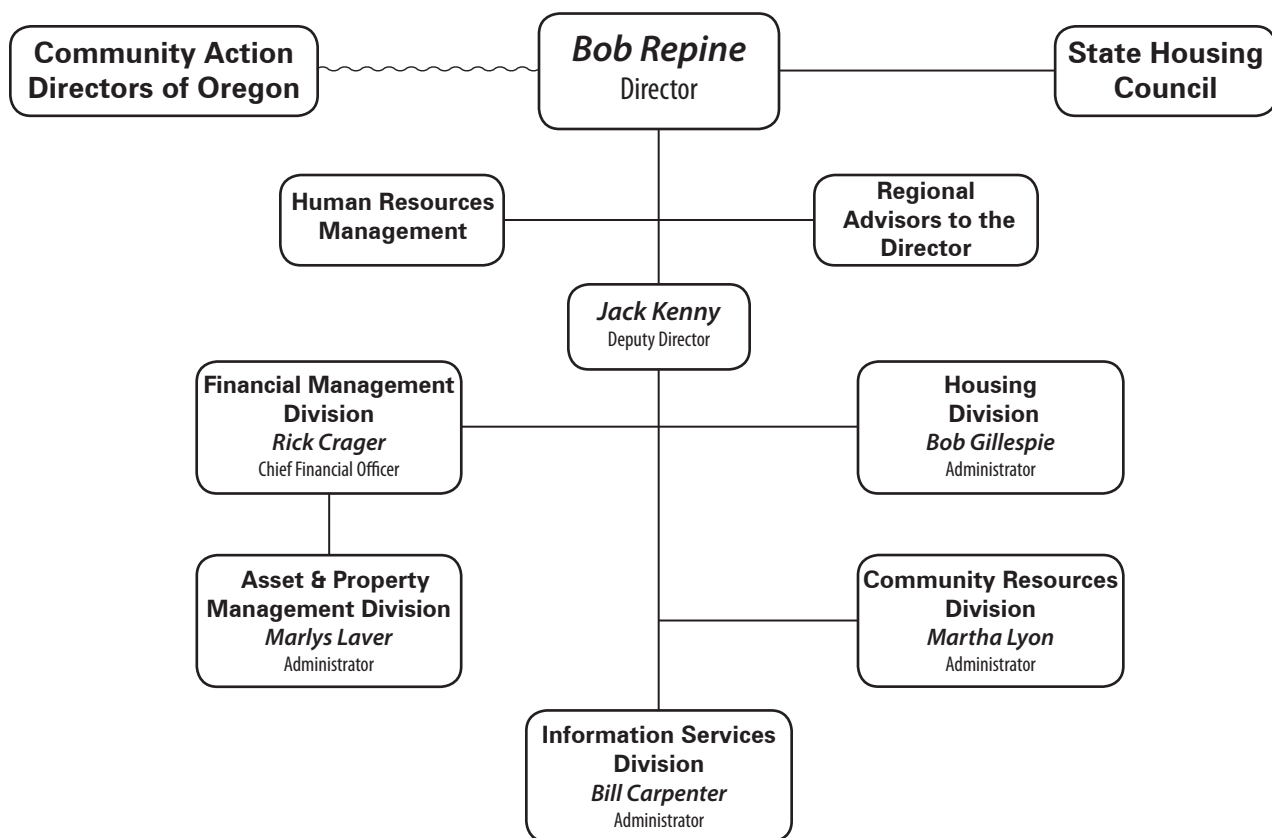 Community Action
Directors of Oregon
Bob Repine
Director
State Housing
Council
Human Resources
Management
Regional
Advisors to the
Director
Jack Kenny
Deputy Director
Financial Management
Division
Rick Crager
Chief Financial Officer
Housing
Division
Bob Gillespie
Administrator
Asset & Property
Management Division
Marlys Laver
Administrator
Community Resources
Division
Martha Lyon
Administrator
Information Services
Division
Bill Carpenter
Administrator